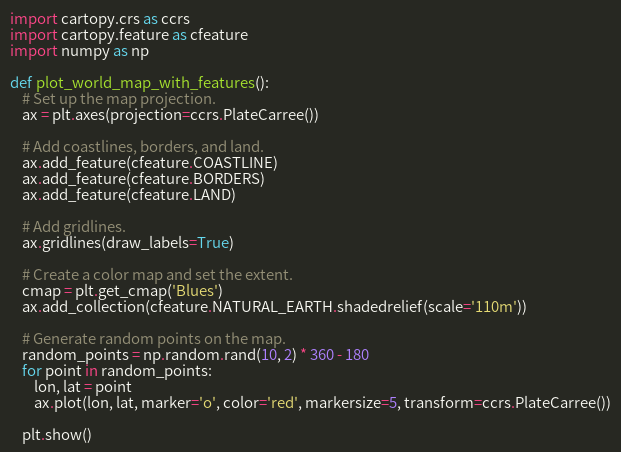 import cartopy.crs as ccrs
import cartopy.feature as cfeature
import numpy as np

def plot_world_map_with_features():
    # Set up the map projection.
    ax = plt.axes(projection=ccrs.PlateCarree())

    # Add coastlines, borders, and land.
    ax.add_feature(cfeature.COASTLINE)
    ax.add_feature(cfeature.BORDERS)
    ax.add_feature(cfeature.LAND)

    # Add gridlines.
    ax.gridlines(draw_labels=True)

    # Create a color map and set the extent.
    cmap = plt.get_cmap('Blues')
    ax.add_collection(cfeature.NATURAL_EARTH.shadedrelief(scale='110m'))

    # Generate random points on the map.
    random_points = np.random.rand(10, 2) * 360 - 180
    for point in random_points:
        lon, lat = point
        ax.plot(lon, lat, marker='o', color='red', markersize=5, transform=ccrs.PlateCarree())

    plt.show()